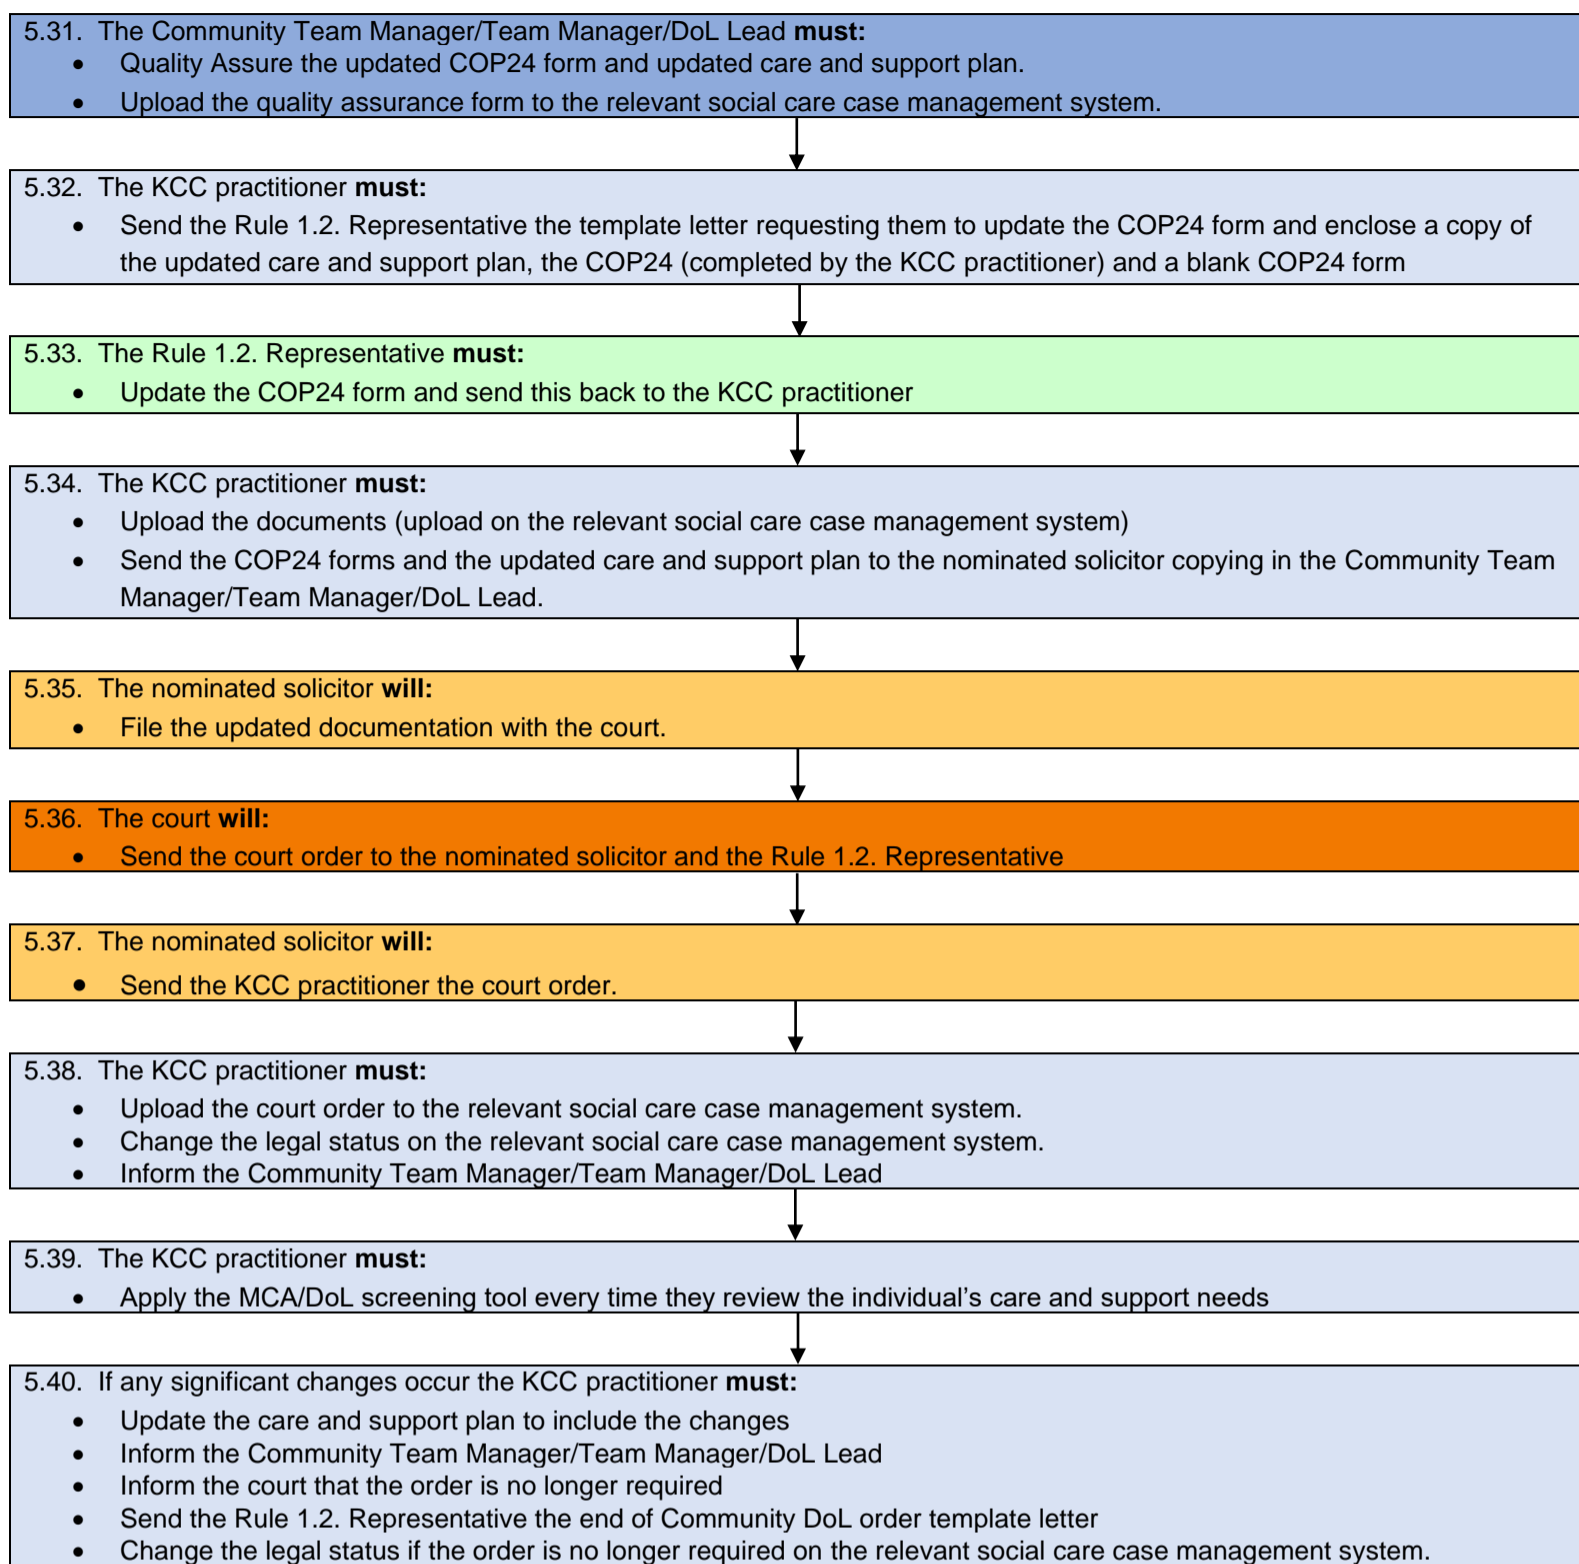 5.31. The Community Team Manager/Team Manager/DoL Lead must:
• Quality Assure the updated COP24 form and updated care and support plan.
• Upload the quality assurance form to the relevant social care case management system.
5.32. The KCC practitioner must:
• Send the Rule 1.2. Representative the template letter requesting them to update the COP24 form and enclose a copy of
the updated care and support plan, the COP24 (completed by the KCC practitioner) and a blank COP24 form
5.33. The Rule 1.2. Representative must:
• Update the COP24 form and send this back to the KCC practitioner
5.34. The KCC practitioner must:
• Upload the documents (upload on the relevant social care case management system)
• Send the COP24 forms and the updated care and support plan to the nominated solicitor copying in the Community Team
Manager/Team Manager/DoL Lead.
5.35. The nominated solicitor will:
• File the updated documentation with the court.
5.36. The court will:
• Send the court order to the nominated solicitor and the Rule 1.2. Representative
5.37. The nominated solicitor will:
• Send the KCC practitioner the court order.
5.38. The KCC practitioner must:
• Upload the court order to the relevant social care case management system.
• Change the legal status on the relevant social care case management system.
• Inform the Community Team Manager/Team Manager/DoL Lead
5.39. The KCC practitioner must:
• Apply the MCA/DoL screening tool every time they review the individual's care and support needs
5.40. If any significant changes occur the KCC practitioner must:
• Update the care and support plan to include the changes
• Inform the Community Team Manager/Team Manager/DoL Lead
• Inform the court that the order is no longer required
• Send the Rule 1.2. Representative the end of Community DoL order template letter
• Change the legal status if the order is no longer required on the relevant social care case management system.